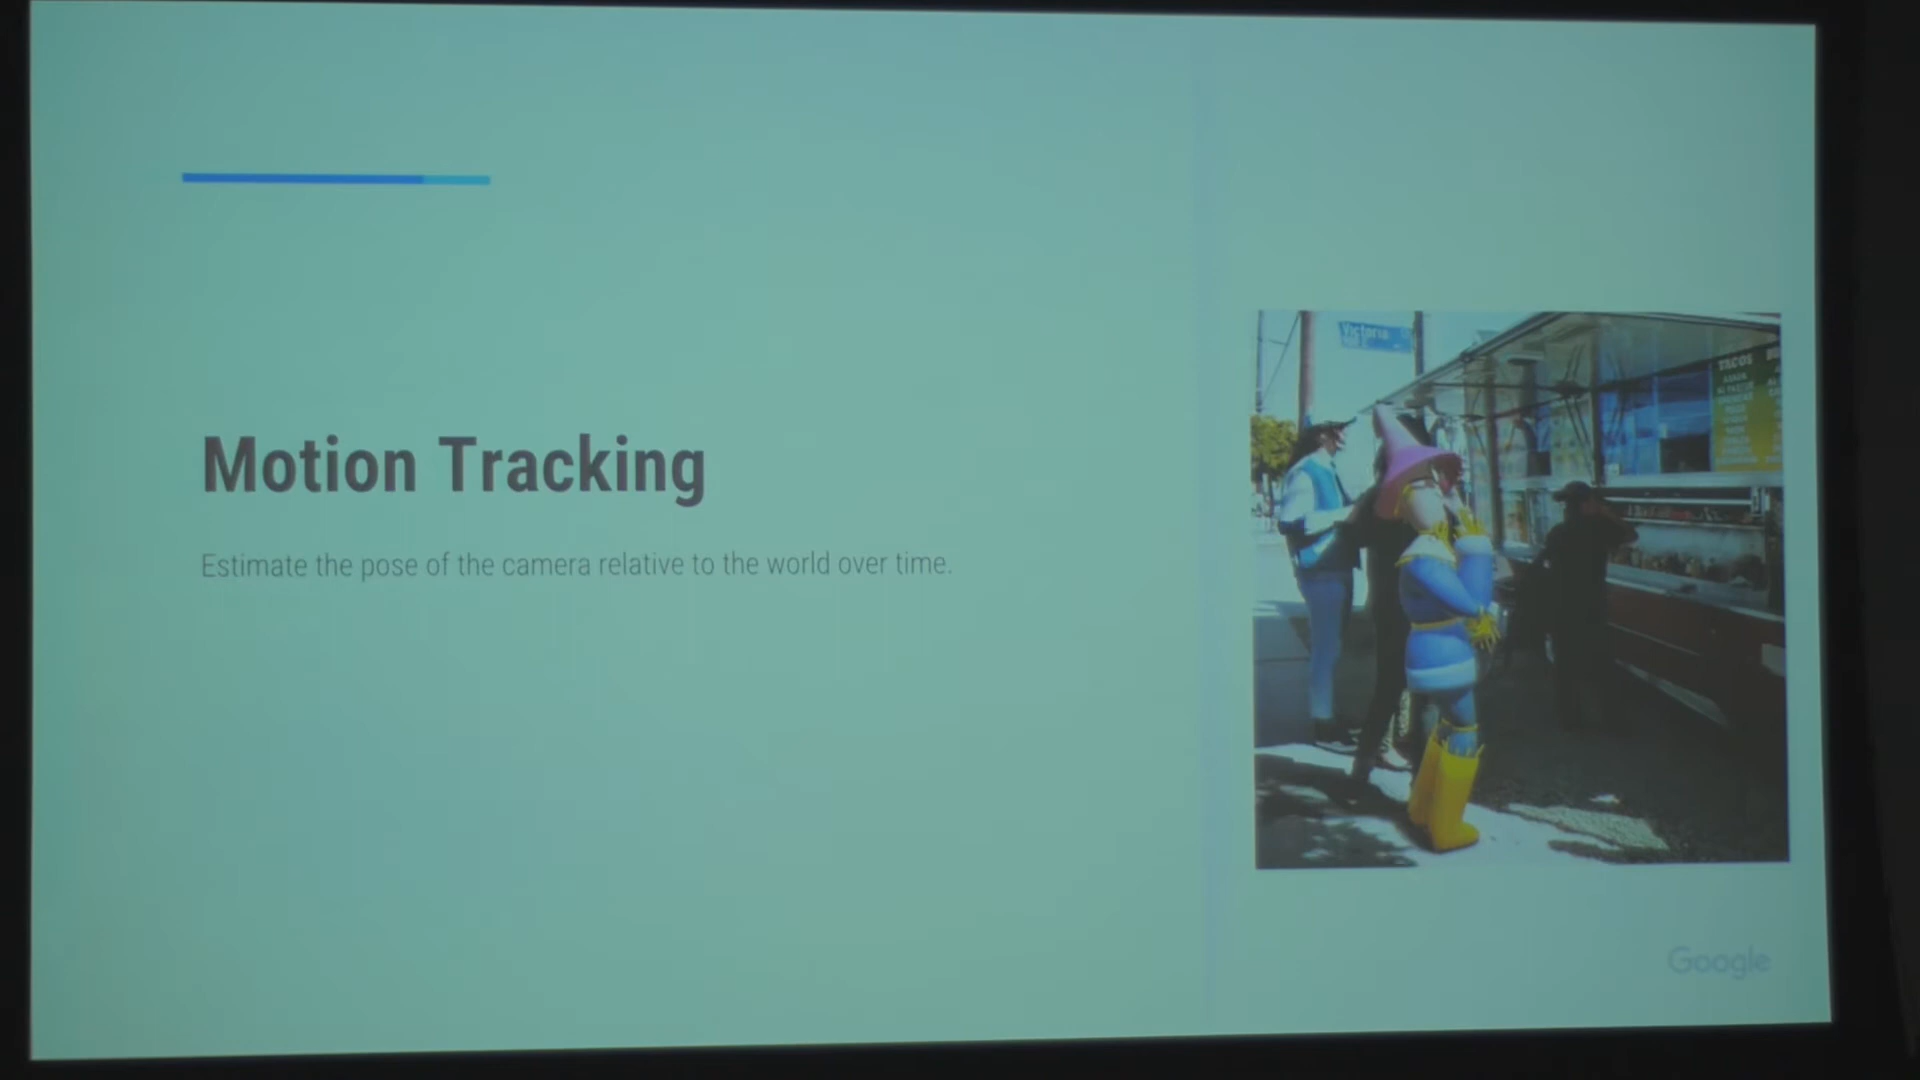 Motion Tracking
Estimate the pose of the camera relative to the world over time.
Victoria
TACOS
Google